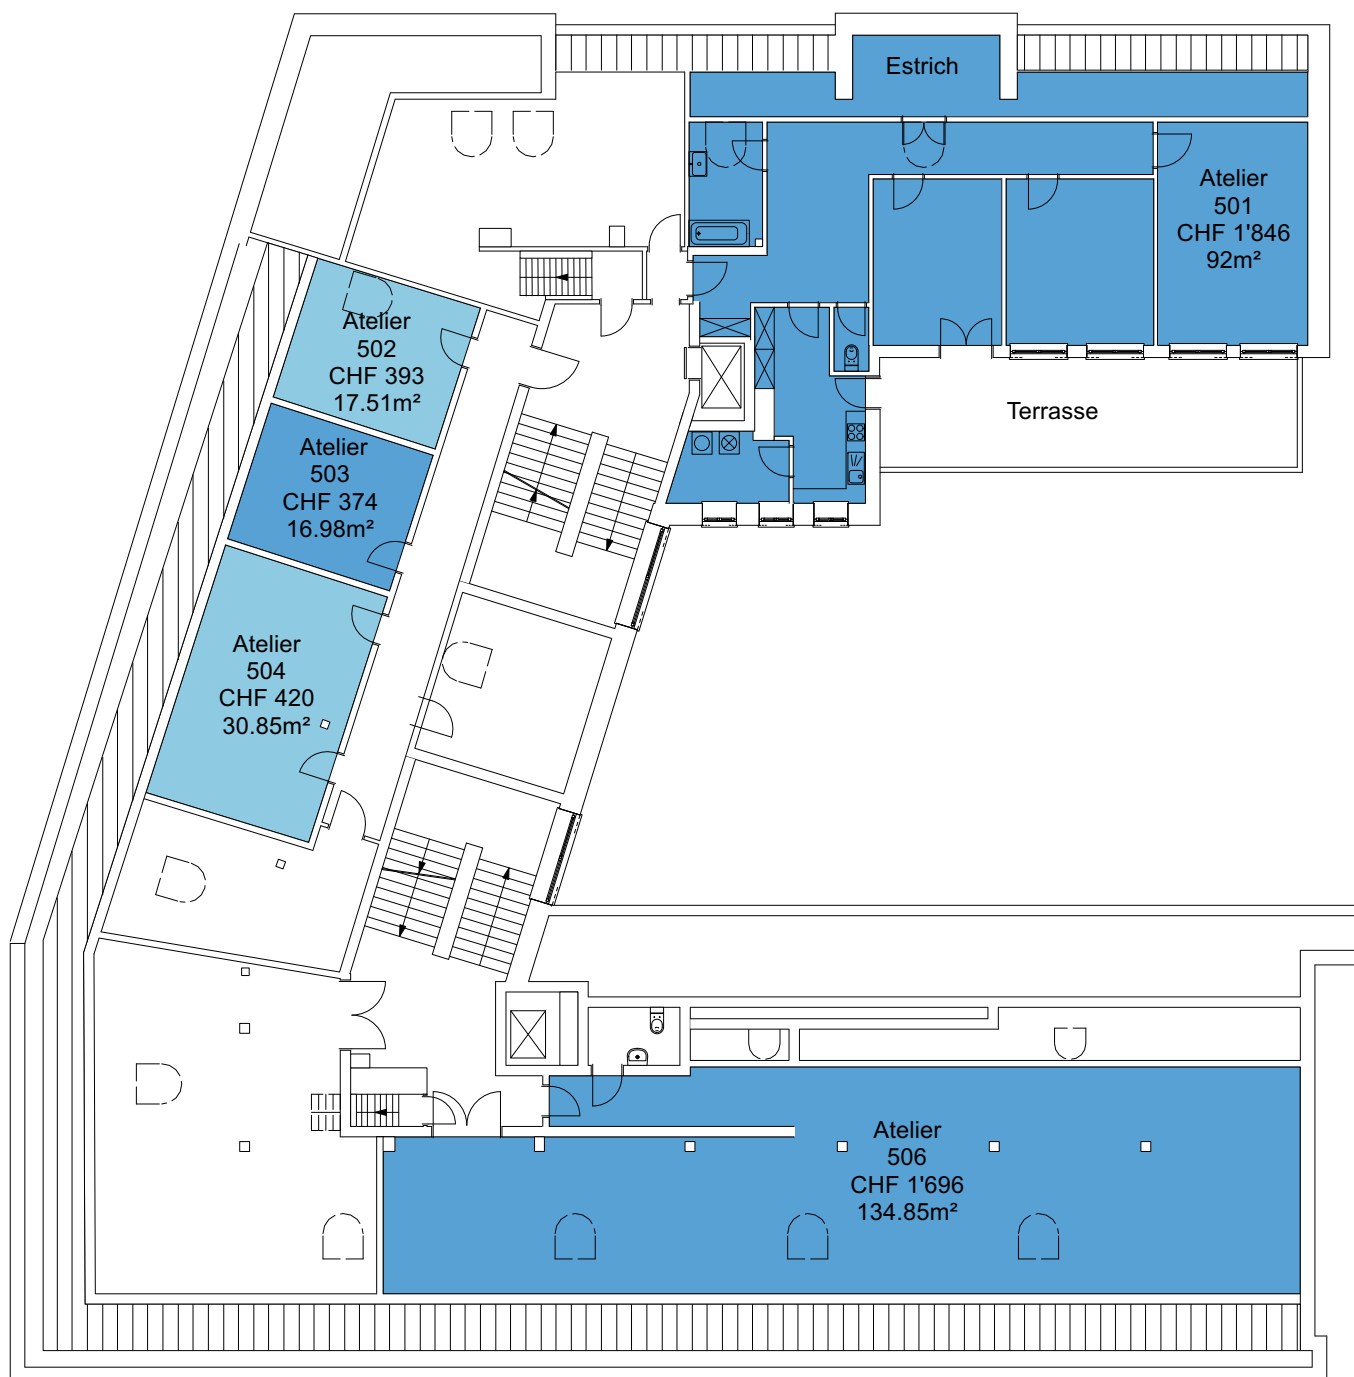 Estrich
Atelier
501
CHF 1'846
92m²
Atelier
502
CHF 393
17.51m²
Terrasse
Atelier
503
CHF 374
16.98m²
Atelier
504
CHF 420
30.85m²
Atelier
506
CHF 1'696
134.85m²